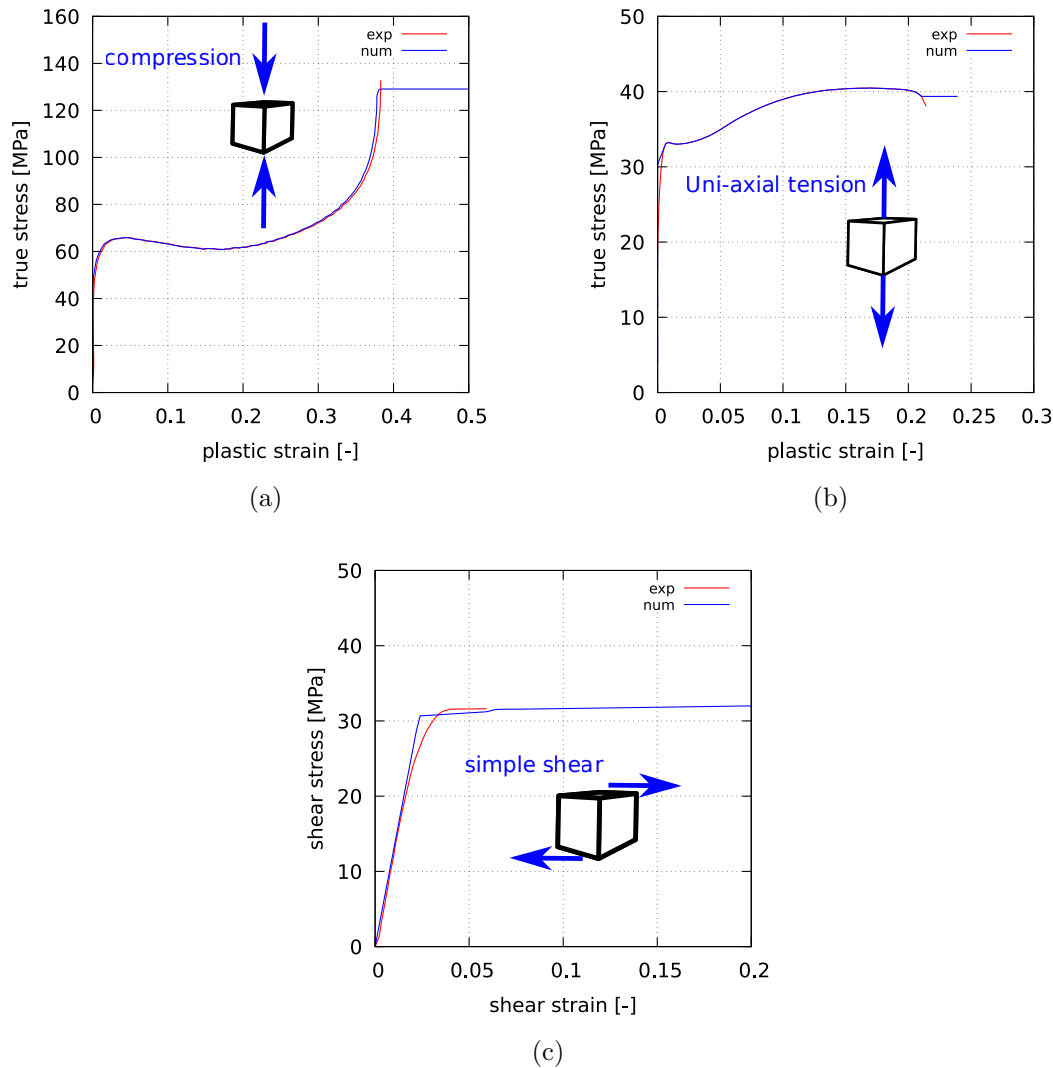 160
140
120
100
80
60
40
20
0
true stress [MPa]
exp
num
compression
0 0.1 0.2 0.3 0.4 0.5
plastic strain [-]
(a)
50
40
30
20
10
0
true stress [MPa]
exp
num
Uni-axial tension
0 0.05 0.1 0.15 0.2 0.25 0.3
plastic strain [-]
(b)
50
40
30
20
10
0
shear stress [MPa]
exp
num
simple shear
0 0.05 0.1 0.15 0.2
shear strain [-]
(c)